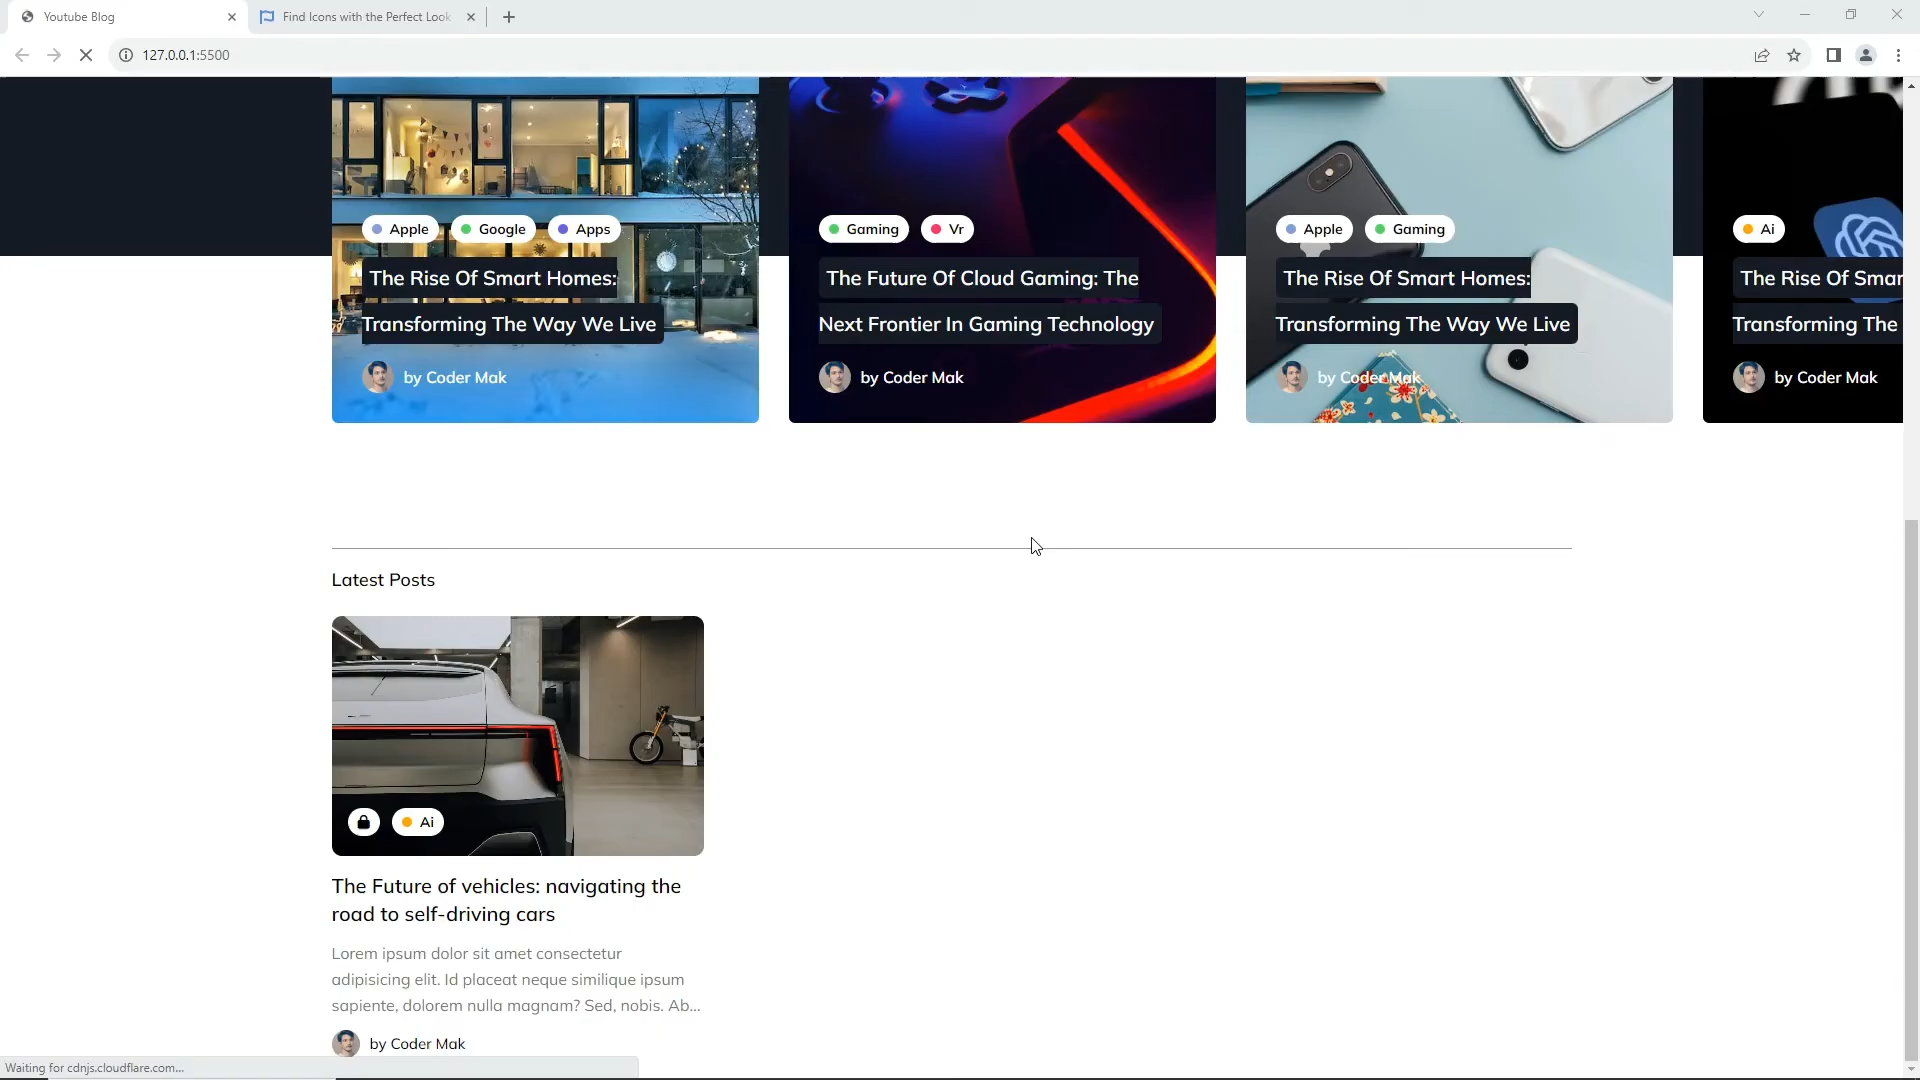 Youtube Blog
Find Icons with the Perfect Look
127.0.0.1:5500
Apple
Google
Apps
The Rise Of Smart Homes:
Transforming The Way We Live
by Coder Mak
Gaming
Vr
The Future Of Cloud Gaming: The
Next Frontier In Gaming Technology
by Coder Mak
Apple
Gaming
The Rise Of Smart Homes:
Transforming The Way We Live
by Coder Mak
Ai
The Rise Of Smar
Transforming The
by Coder Mak
Latest Posts
Ai
The Future of vehicles: navigating the
road to self-driving cars
Lorem ipsum dolor sit amet consectetur
adipisicing elit. Id placeat neque similique ipsum
sapiente, dolorem nulla magnam? Sed, nobis. Ab...
by Coder Mak
Waiting for cdnjs.cloudflare.com...